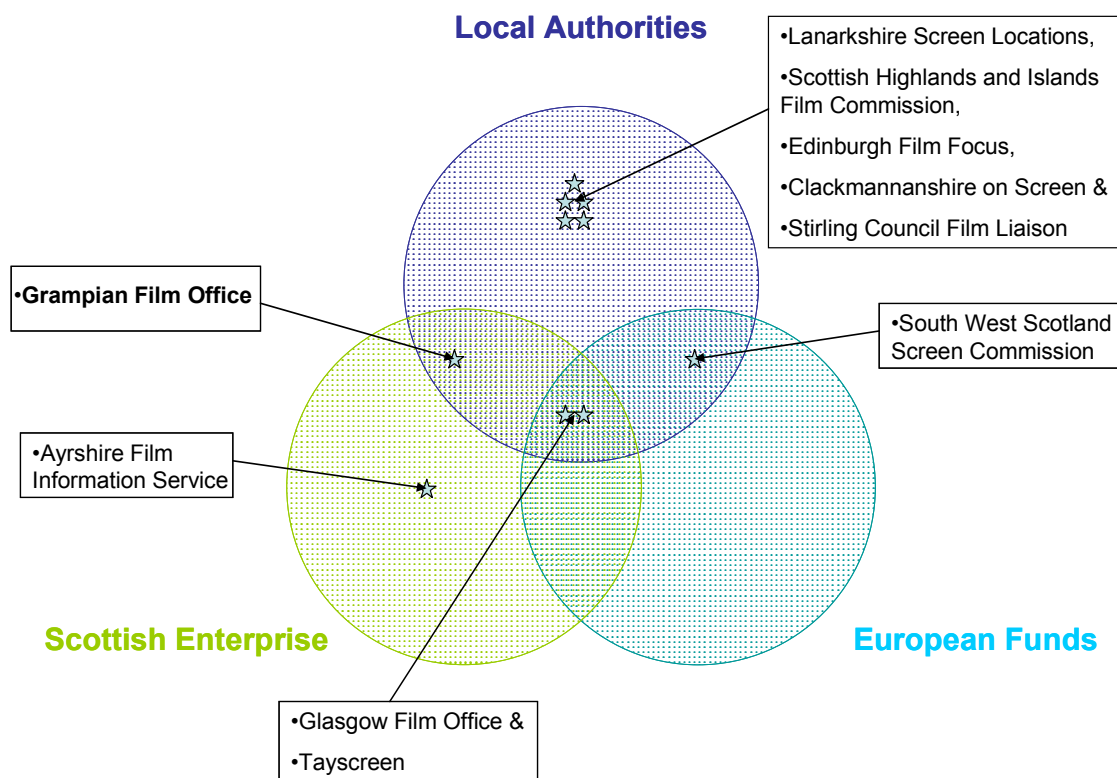 Local Authorities
•Lanarkshire Screen Locations,
•Scottish Highlands and Islands
Film Commission,
•Edinburgh Film Focus,
•Clackmannanshire on Screen &
•Stirling Council Film Liaison
•Grampian Film Office
•South West Scotland
Screen Commission
•Ayrshire Film
Information Service
Scottish Enterprise
European Funds
•Glasgow Film Office &
•Tayscreen